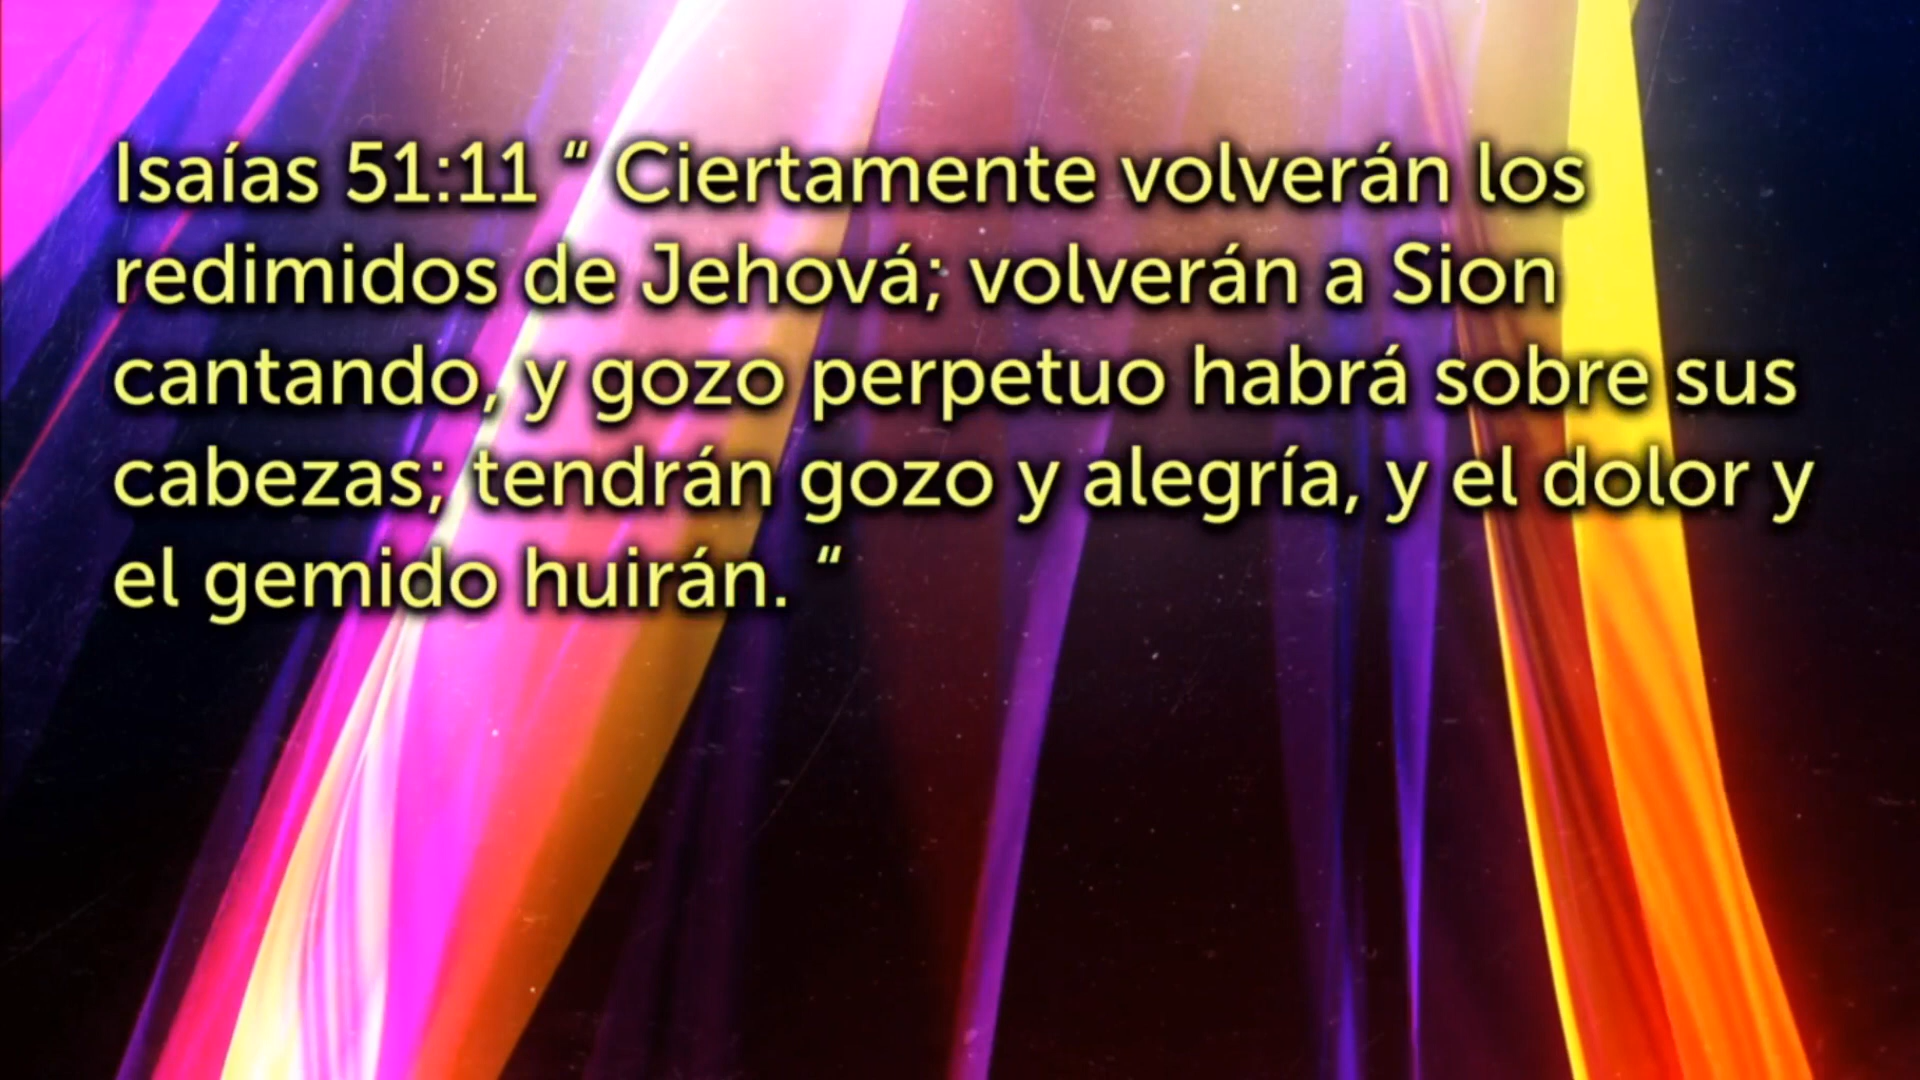 Isaías 51:11 “ Ciertamente volverán los
redimidos de Jehová; volverán a Sion
cantando, y gozo perpetuo habrá sobre sus
cabezas; tendrán gozo y alegría, y el dolor y
el gemido huirán. “